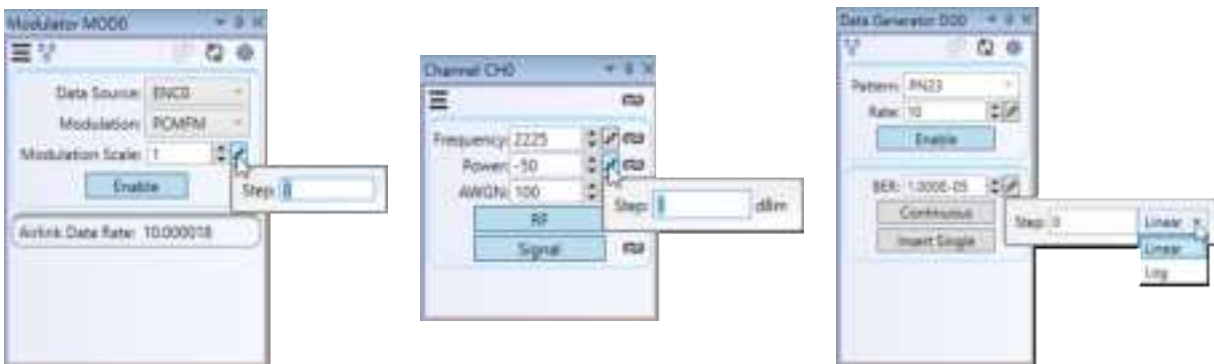 Modulator MOD0
Data Source: ENC0
Modulation: PCMFM
Modulation Scale: 1
Enable
Step: 0
Airlink Data Rate: 10.000018
Channel CH0
Frequency: 2225
Power: -50
AWGN: 100
RF
Signal
Step: dBm
Data Generator DG0
Pattern: PN23
Rate: 10
Enable
BER: 1.000E-05
Continuous
Insert Single
Step: 0 Linear
Linear
Log